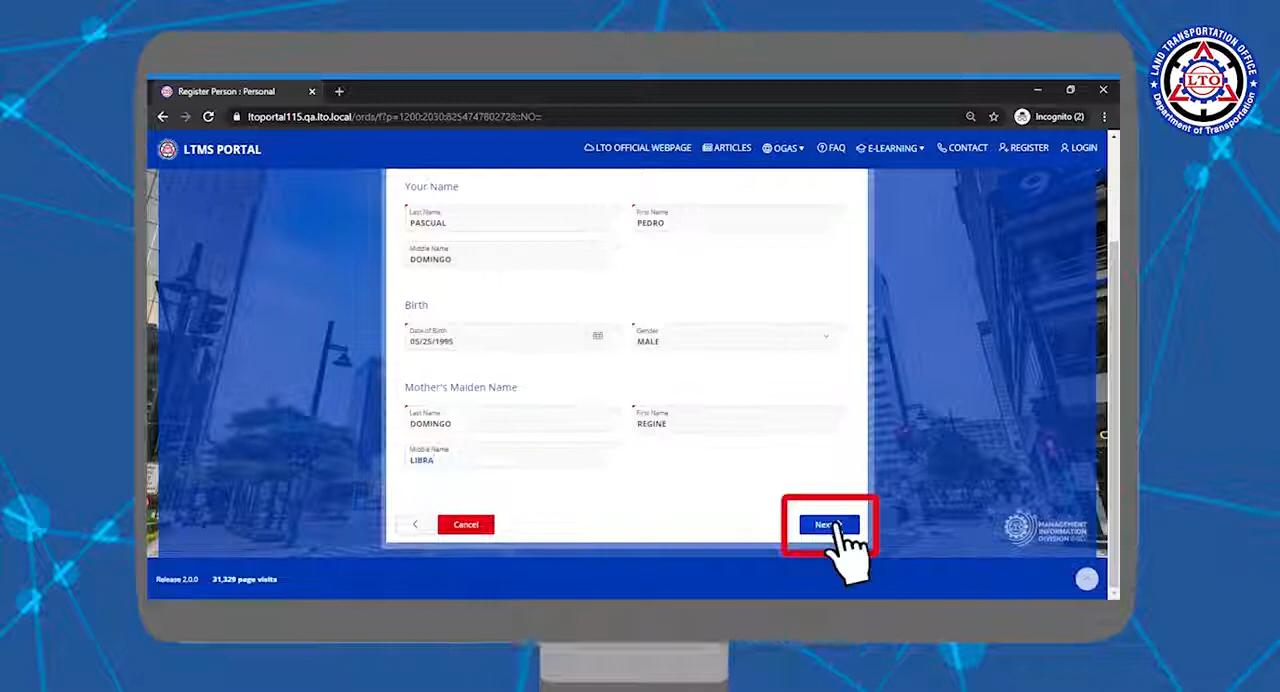 LAND TRANSPORTATION OFFICE
LTO
Department of Transportation
Register Person : Personal
ltoportal115.qa.lto.local/ords/f?p=1200:2030:8254747802728::NO::
Incognito (2)
LTMS PORTAL
LTO OFFICIAL WEBPAGE ARTICLES OGAS FAQ E-LEARNING CONTACT REGISTER LOGIN
Your Name
Last Name First Name
PASCUAL PEDRO
Middle Name
DOMINGO
Birth
Date of Birth Gender
05/25/1995 MALE
Mother's Maiden Name
Last Name First Name
DOMINGO REGINE
Middle Name
LIBRA
Cancel Next
MANAGEMENT
INFORMATION
DIVISION
Release 2.0.0 31,329 page visits